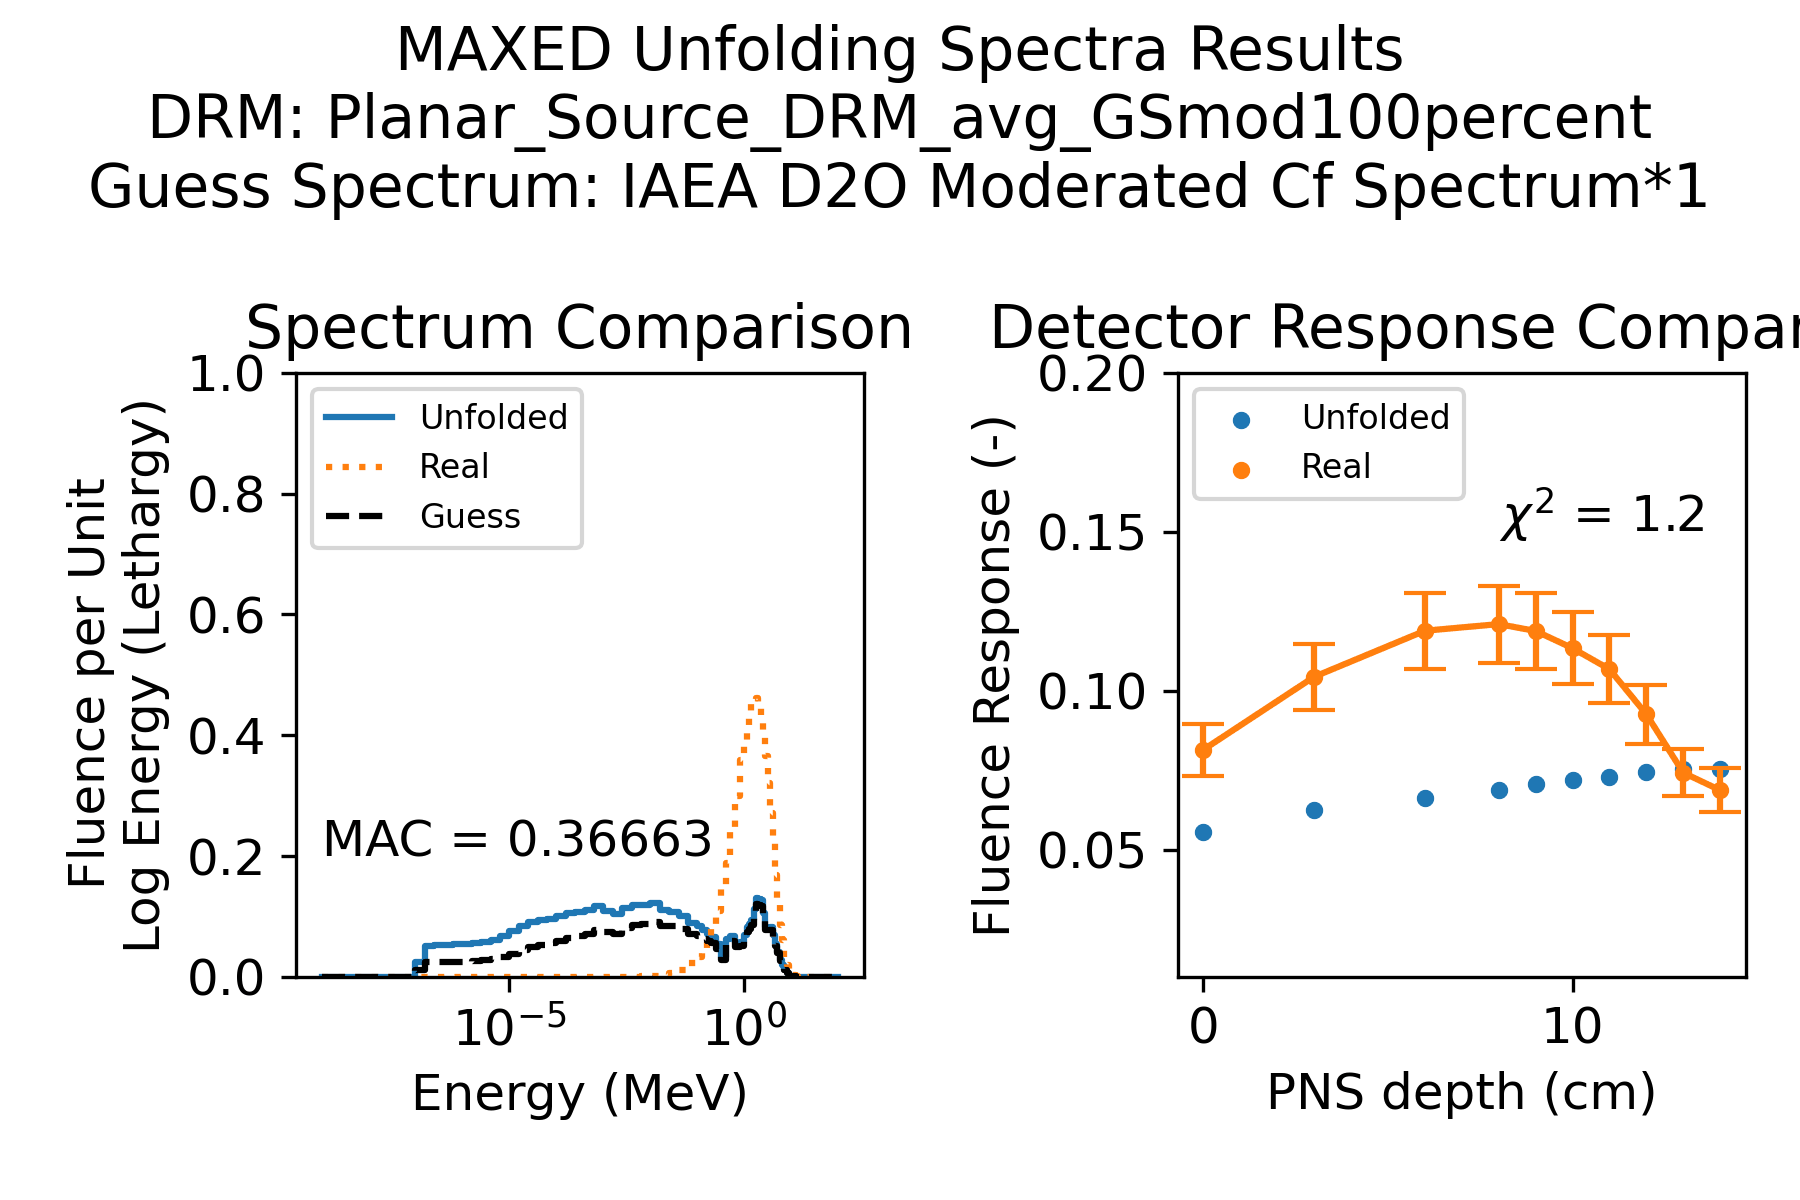 MAXED Unfolding Spectra Results
DRM: Planar_Source_DRM_avg_GSmod100percent
Guess Spectrum: IAEA D2O Moderated Cf Spectrum*1
Spectrum Comparison
Fluence per Unit
Log Energy (Lethargy)
1.0
0.8
0.6
0.4
0.2
0.0
Unfolded
Real
Guess
MAC = 0.36663
10⁻⁵
10⁰
Energy (MeV)
Detector Response Compar
Fluence Response (-)
0.20
0.15
0.10
0.05
Unfolded
Real
χ² = 1.2
0
10
PNS depth (cm)